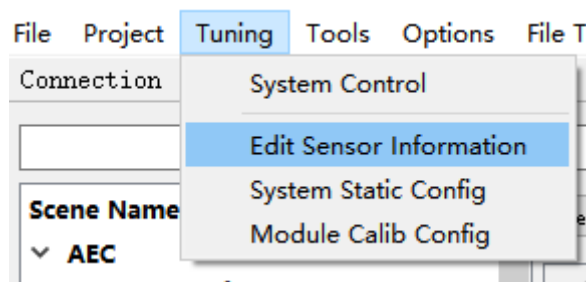 File Project Tuning Tools Options File T
Connection System Control
Edit Sensor Information
System Static Config
Scene Name
Module Calib Config
AEC